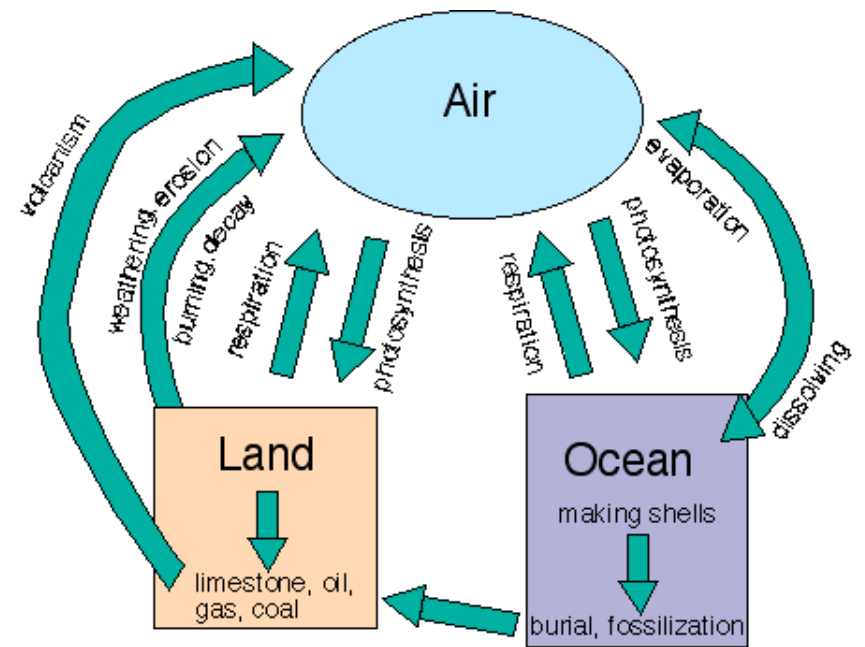 Air
volcanism
weathering, erosion
burning, decay
respiration
photosynthesis
respiration
photosynthesis
evaporation
dissolving
Land
limestone, oil,
gas, coal
Ocean
making shells
burial, fossilization